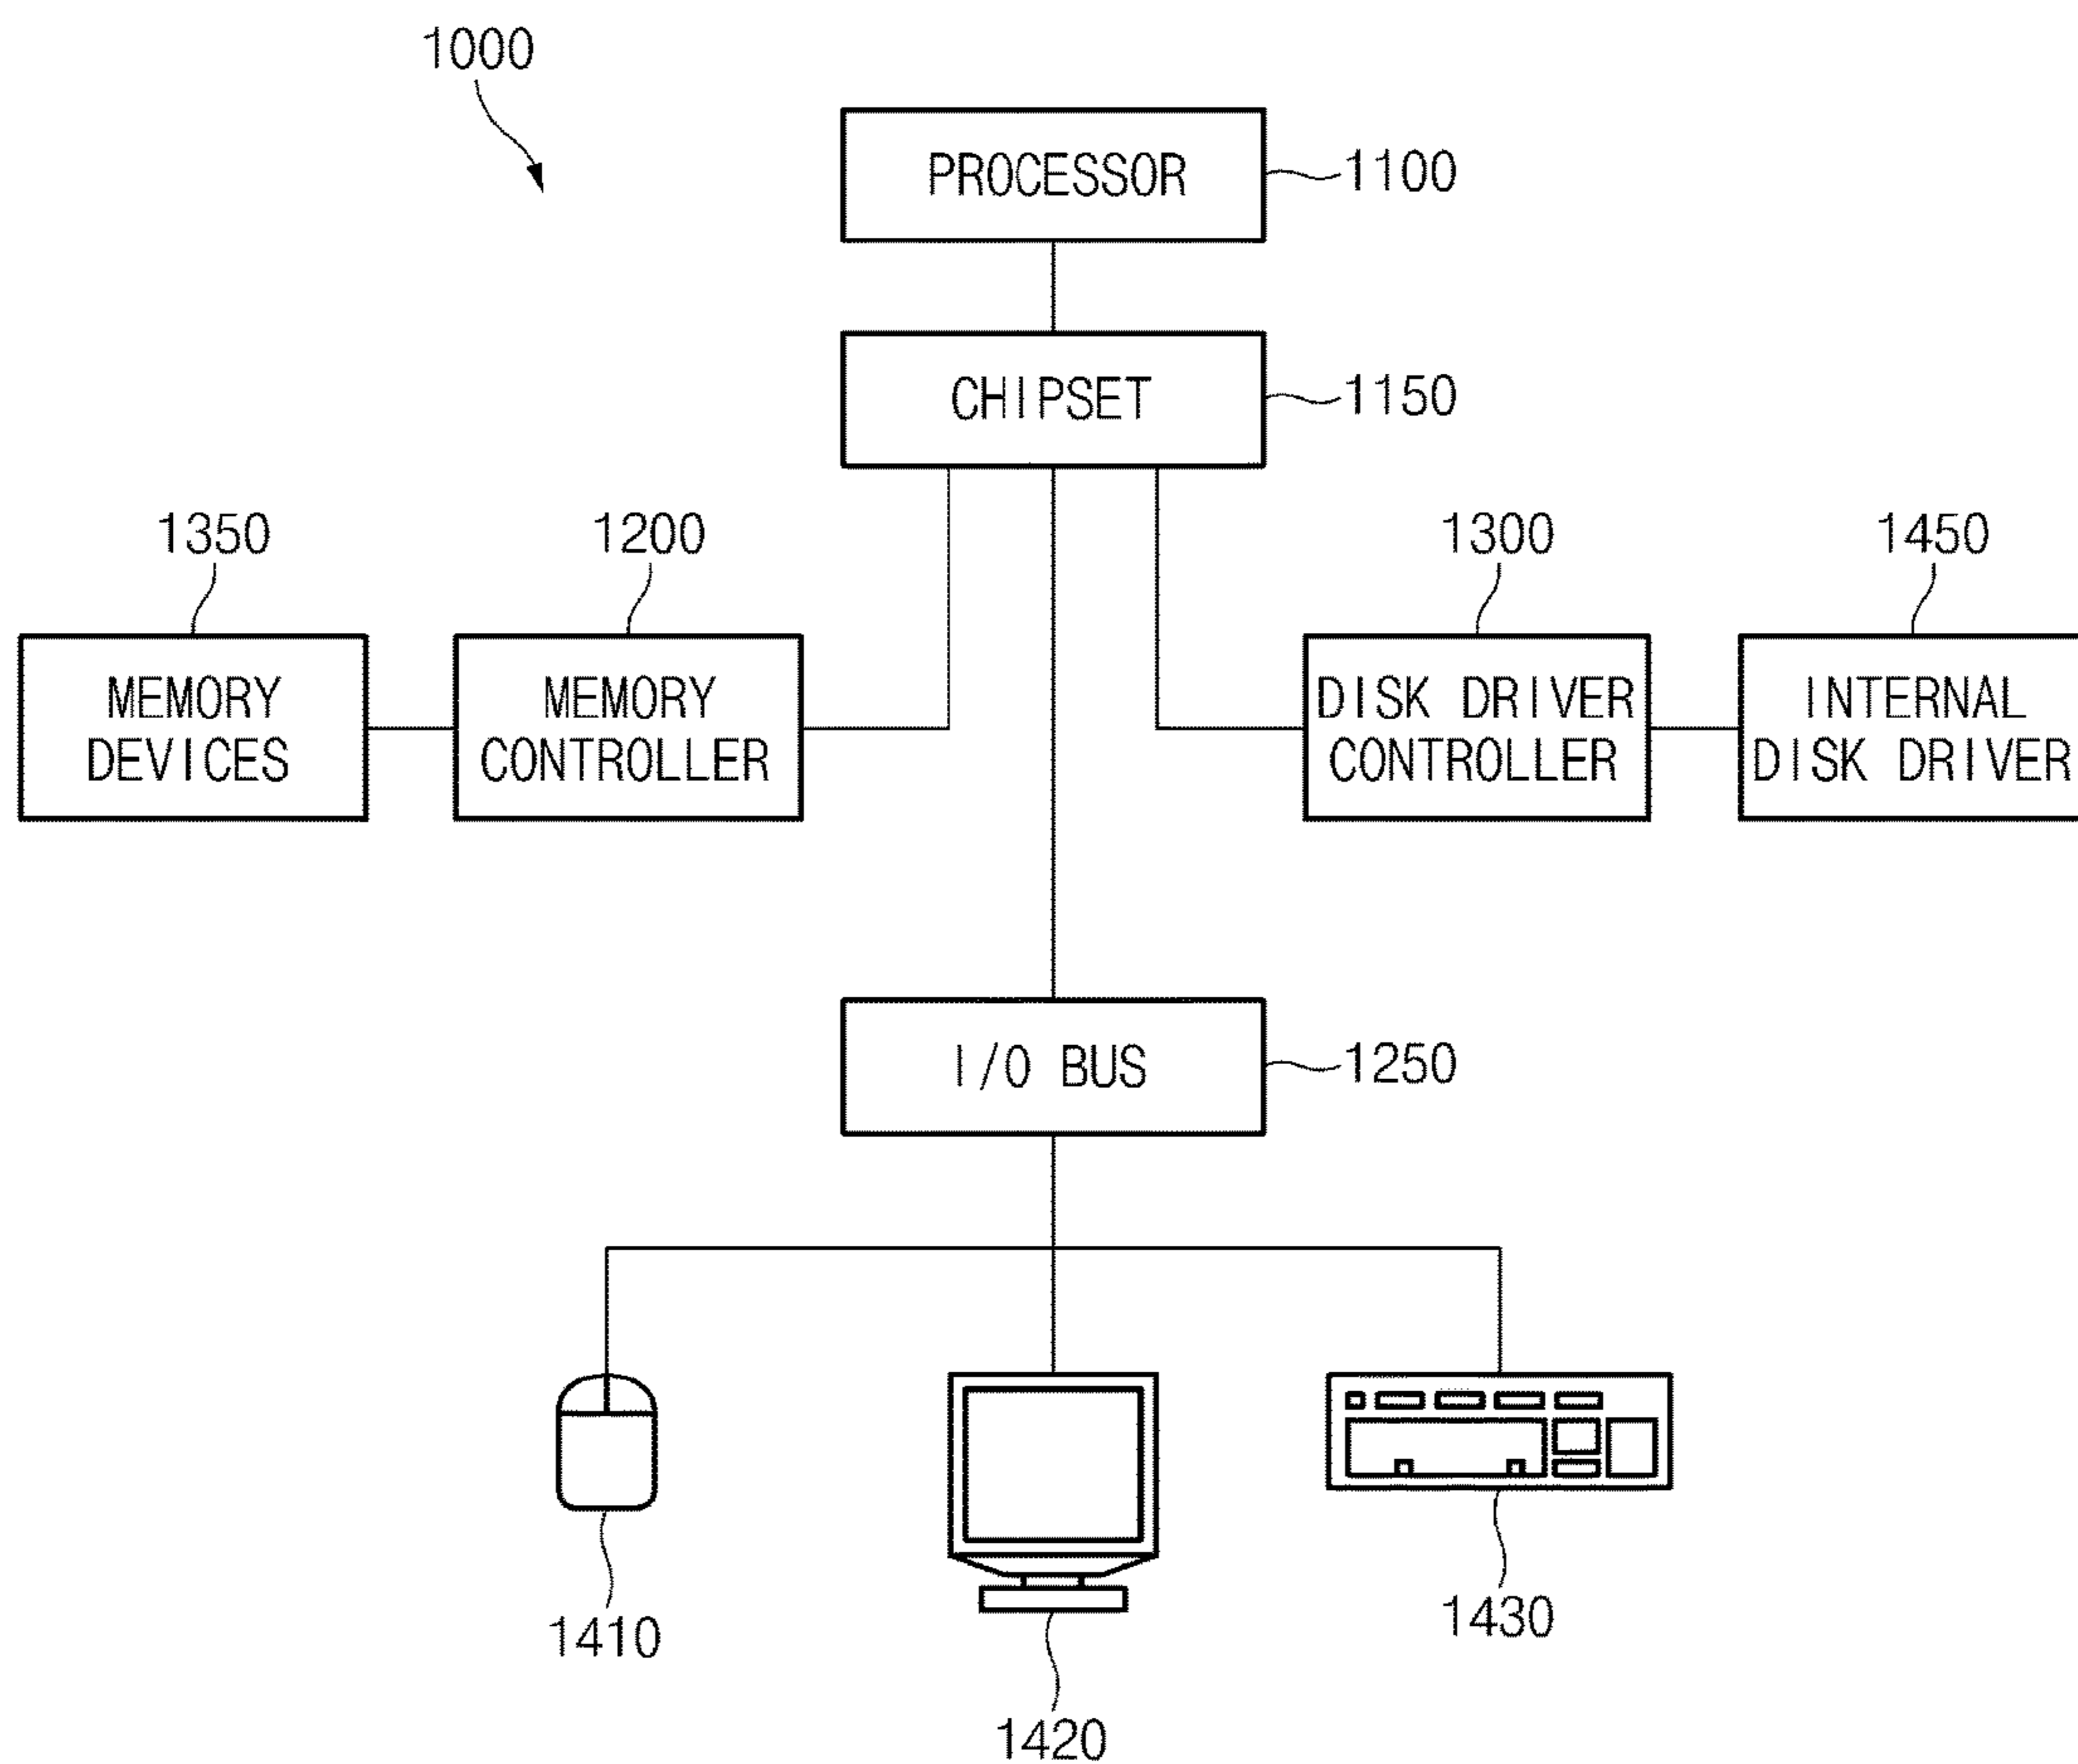 1000
PROCESSOR
1100
CHIPSET
1150
1350
1200
1300
1450
MEMORY
DEVICES
MEMORY
CONTROLLER
DISK DRIVER
CONTROLLER
INTERNAL
DISK DRIVER
I/O BUS
1250
1410
1420
1430